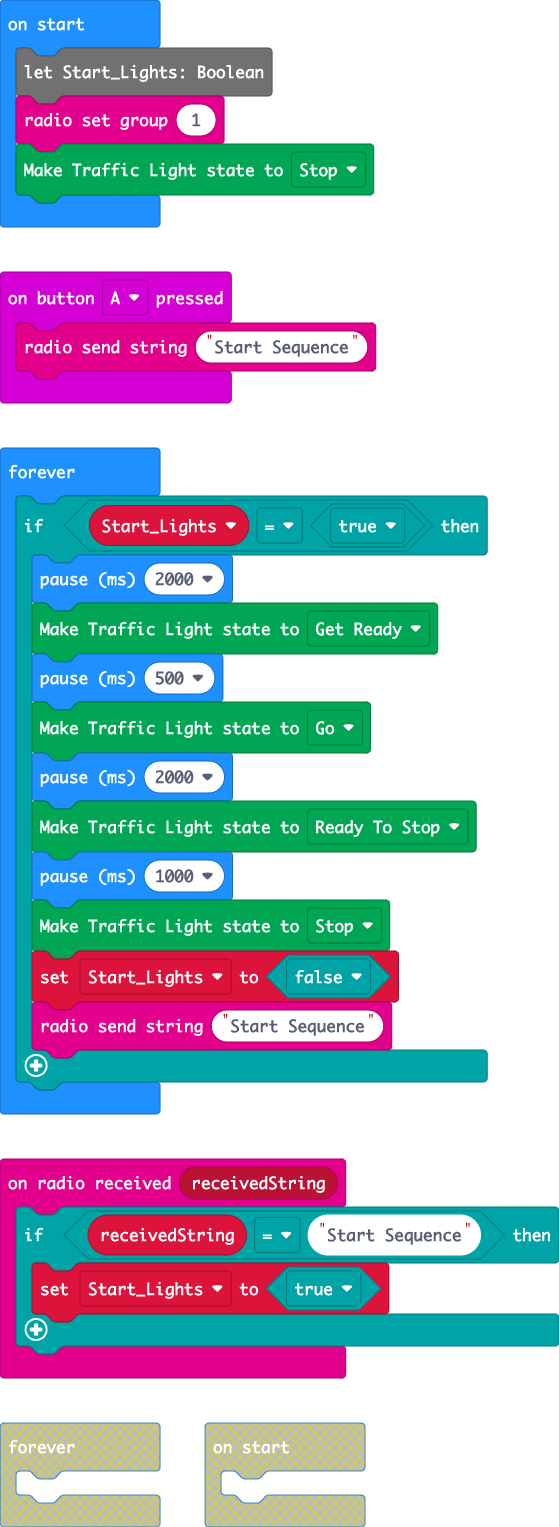 on start
let Start_Lights: Boolean
radio set group 1
Make Traffic Light state to Stop
on button A pressed
radio send string "Start Sequence"
forever
if Start_Lights = true then
pause (ms) 2000
Make Traffic Light state to Get Ready
pause (ms) 500
Make Traffic Light state to Go
pause (ms) 2000
Make Traffic Light state to Ready To Stop
pause (ms) 1000
Make Traffic Light state to Stop
set Start_Lights to false
radio send string "Start Sequence"
on radio received receivedString
if receivedString = "Start Sequence" then
set Start_Lights to true
forever on start